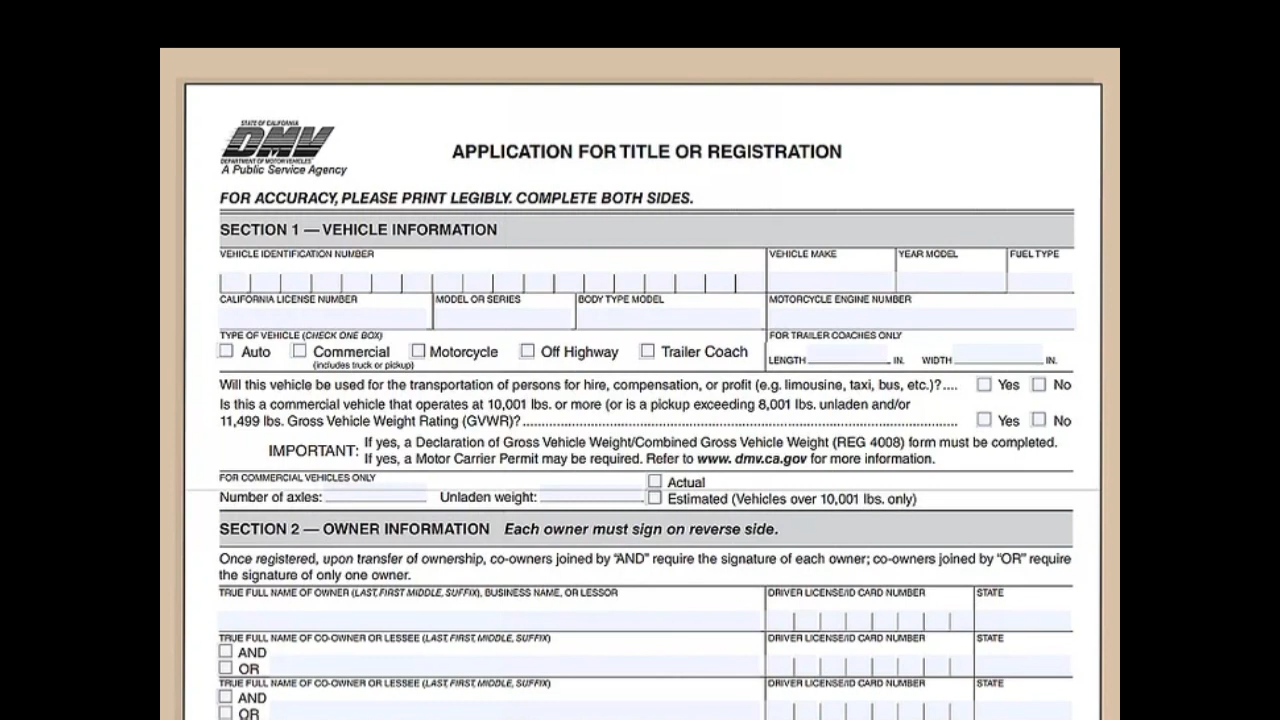 STATE OF CALIFORNIA
DMV
DEPARTMENT OF MOTOR VEHICLES
A Public Service Agency
APPLICATION FOR TITLE OR REGISTRATION
FOR ACCURACY, PLEASE PRINT LEGIBLY. COMPLETE BOTH SIDES.
SECTION 1 — VEHICLE INFORMATION
VEHICLE IDENTIFICATION NUMBER VEHICLE MAKE YEAR MODEL FUEL TYPE
CALIFORNIA LICENSE NUMBER MODEL OR SERIES BODY TYPE MODEL MOTORCYCLE ENGINE NUMBER
TYPE OF VEHICLE (CHECK ONE BOX) FOR TRAILER COACHES ONLY
Auto Commercial Motorcycle Off Highway Trailer Coach
(includes truck or pickup)
LENGTH IN. WIDTH IN.
Will this vehicle be used for the transportation of persons for hire, compensation, or profit (e.g. limousine, taxi, bus, etc.)?.... Yes No
Is this a commercial vehicle that operates at 10,001 lbs. or more (or is a pickup exceeding 8,001 lbs. unladen and/or
11,499 lbs. Gross Vehicle Weight Rating (GVWR)?.......................................................................................................... Yes No
IMPORTANT: If yes, a Declaration of Gross Vehicle Weight/Combined Gross Vehicle Weight (REG 4008) form must be completed.
If yes, a Motor Carrier Permit may be required. Refer to www. dmv.ca.gov for more information.
FOR COMMERCIAL VEHICLES ONLY
Number of axles: Unladen weight: Actual
Estimated (Vehicles over 10,001 lbs. only)
SECTION 2 — OWNER INFORMATION Each owner must sign on reverse side.
Once registered, upon transfer of ownership, co-owners joined by “AND” require the signature of each owner; co-owners joined by “OR” require
the signature of only one owner.
TRUE FULL NAME OF OWNER (LAST, FIRST MIDDLE, SUFFIX), BUSINESS NAME, OR LESSOR DRIVER LICENSE/ID CARD NUMBER STATE
TRUE FULL NAME OF CO-OWNER OR LESSEE (LAST, FIRST, MIDDLE, SUFFIX) DRIVER LICENSE/ID CARD NUMBER STATE
AND
OR
TRUE FULL NAME OF CO-OWNER OR LESSEE (LAST, FIRST, MIDDLE, SUFFIX) DRIVER LICENSE/ID CARD NUMBER STATE
AND
OR